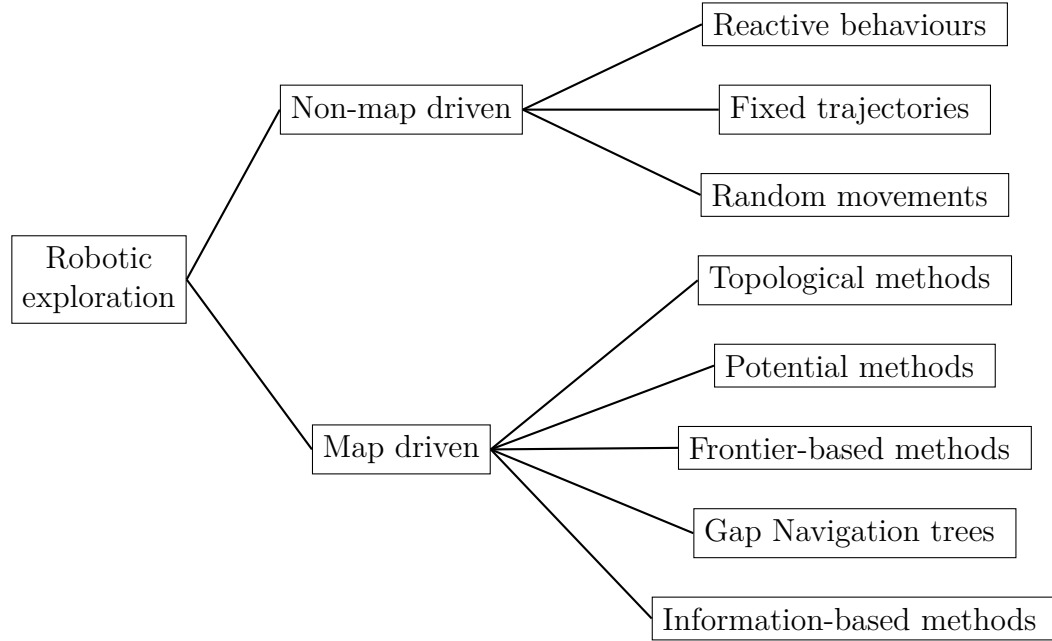 Reactive behaviours
Non-map driven
Fixed trajectories
Random movements
Robotic
exploration
Topological methods
Potential methods
Map driven
Frontier-based methods
Gap Navigation trees
Information-based methods